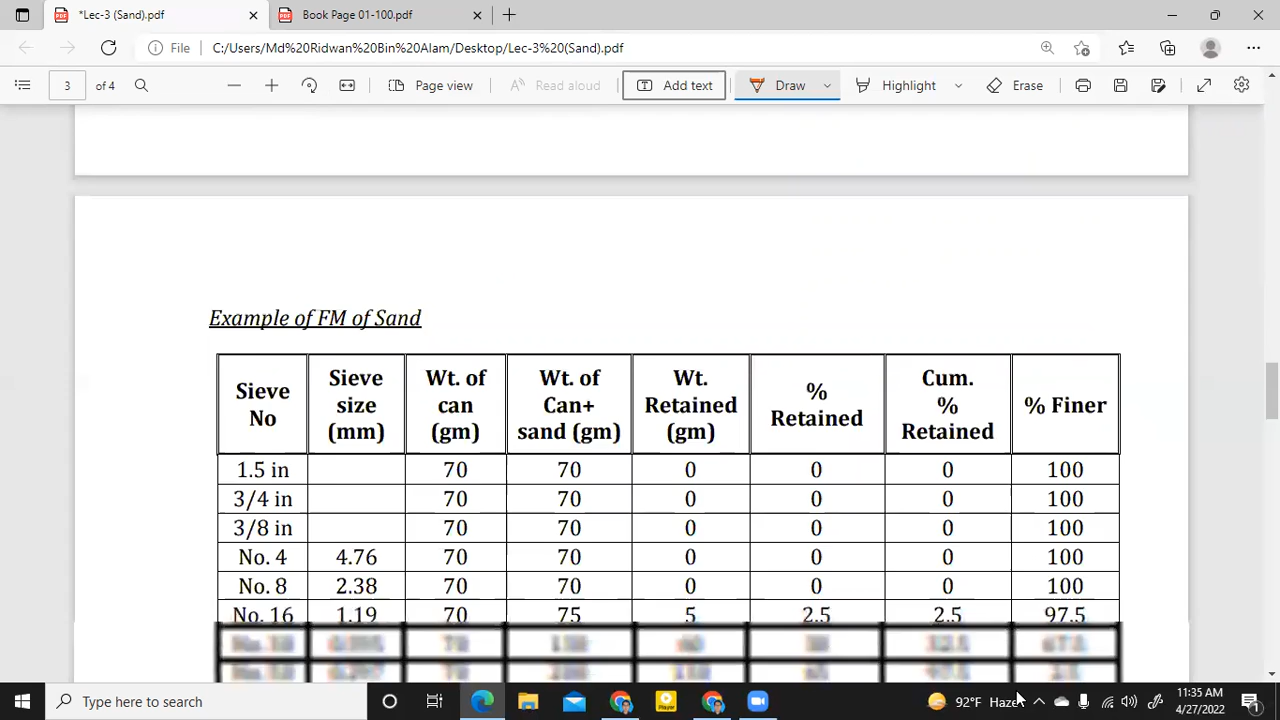 *Lec-3 (Sand).pdf
Book Page 01-100.pdf
File
C:/Users/Md%20Ridwan%20Bin%20Alam/Desktop/Lec-3%20(Sand).pdf
3 of 4
Page view
Read aloud
Add text
Draw
Highlight
Erase
Example of FM of Sand
Sieve No | Sieve size (mm) | Wt. of can (gm) | Wt. of Can+ sand (gm) | Wt. Retained (gm) | % Retained | Cum. % Retained | % Finer
1.5 in 70 70 0 0 0 100
3/4 in 70 70 0 0 0 100
3/8 in 70 70 0 0 0 100
No. 4 4.76 70 70 0 0 0 100
No. 8 2.38 70 70 0 0 0 100
No. 16 1.19 70 75 5 2.5 2.5 97.5
Type here to search
92°F Haze
11:35 AM
4/27/2022